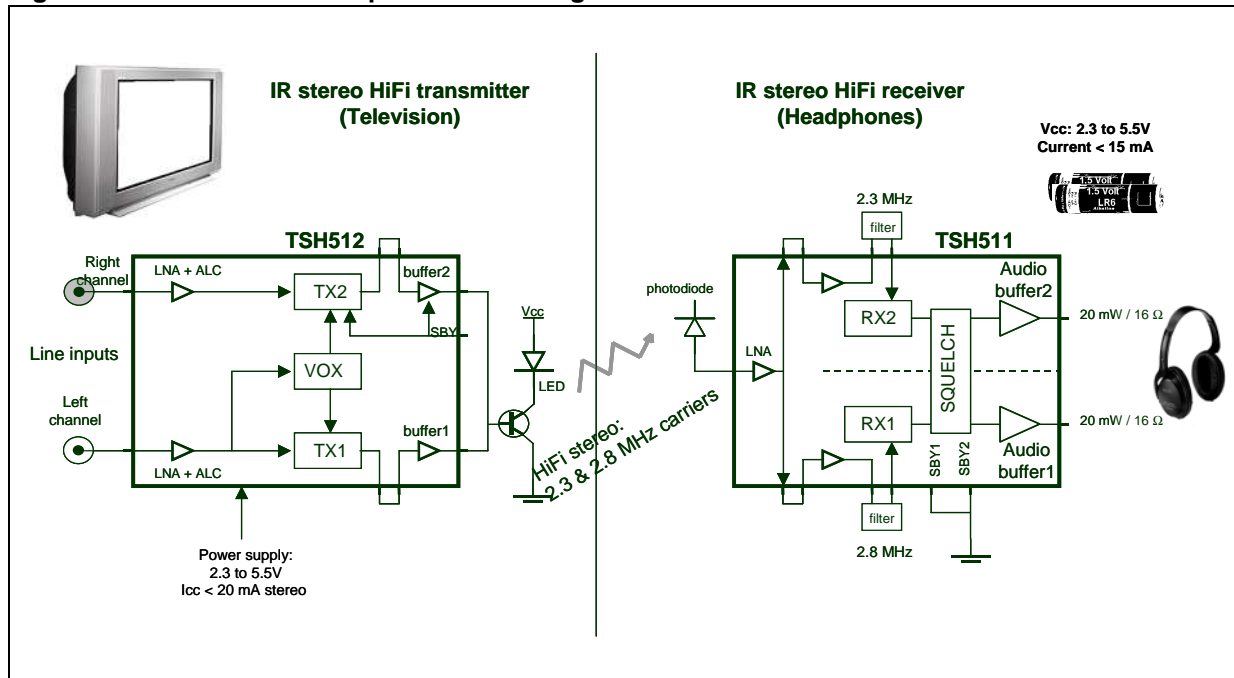 IR stereo HiFi transmitter
(Television)
IR stereo HiFi receiver
(Headphones)
Vcc: 2.3 to 5.5V
Current < 15 mA
1.5 Volt
1.5 Volt
LR6
Alkaline
TSH512
Right
channel
LNA + ALC
TX2
buffer2
SBY
Vcc
Line inputs
VOX
LED
Left
channel
LNA + ALC
TX1
buffer1
Power supply:
2.3 to 5.5V
Icc < 20 mA stereo
HiFi stereo:
2.3 & 2.8 MHz carriers
2.3 MHz
filter
TSH511
photodiode
LNA
RX2
SQUELCH
Audio
buffer2
20 mW / 16 Ω
RX1
SBY1
SBY2
Audio
buffer1
20 mW / 16 Ω
filter
2.8 MHz